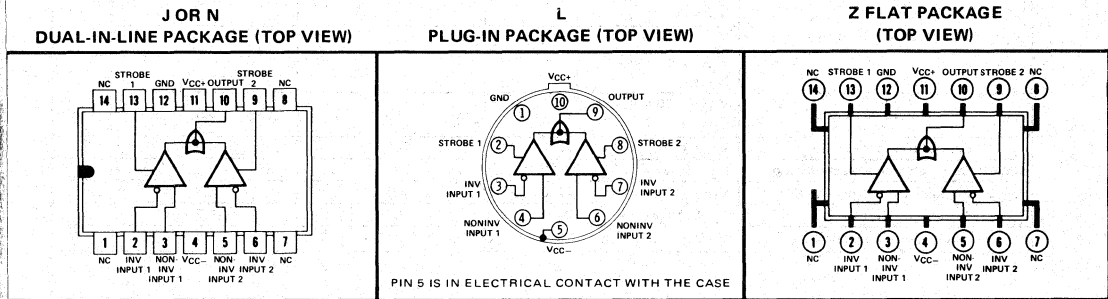 J OR N
DUAL-IN-LINE PACKAGE (TOP VIEW)
NC STROBE 1 GND VCC+ OUTPUT STROBE 2 NC
14 13 12 11 10 9 8
1 2 3 4 5 6 7
NC INV INPUT 1 NON-INV INPUT 1 VCC− NON-INV INPUT 2 INV INPUT 2 NC
L
PLUG-IN PACKAGE (TOP VIEW)
VCC+
GND 10 OUTPUT
1 9
STROBE 1 2 8 STROBE 2
INV INPUT 1 3 7 INV INPUT 2
NONINV INPUT 1 4 6 NONINV INPUT 2
5
VCC−
PIN 5 IS IN ELECTRICAL CONTACT WITH THE CASE
Z FLAT PACKAGE
(TOP VIEW)
NC STROBE 1 GND VCC+ OUTPUT STROBE 2 NC
14 13 12 11 10 9 8
1 2 3 4 5 6 7
NC INV INPUT 1 NON-INV INPUT 1 VCC− NON-INV INPUT 2 INV INPUT 2 NC